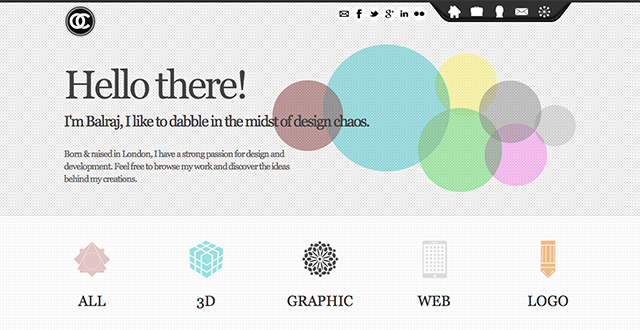 Hello there!
I'm Balraj, I like to dabble in the midst of design chaos.
Born & raised in London, I have a strong passion for design and
development. Feel free to browse my work and discover the ideas
behind my creations.
ALL 3D GRAPHIC WEB LOGO